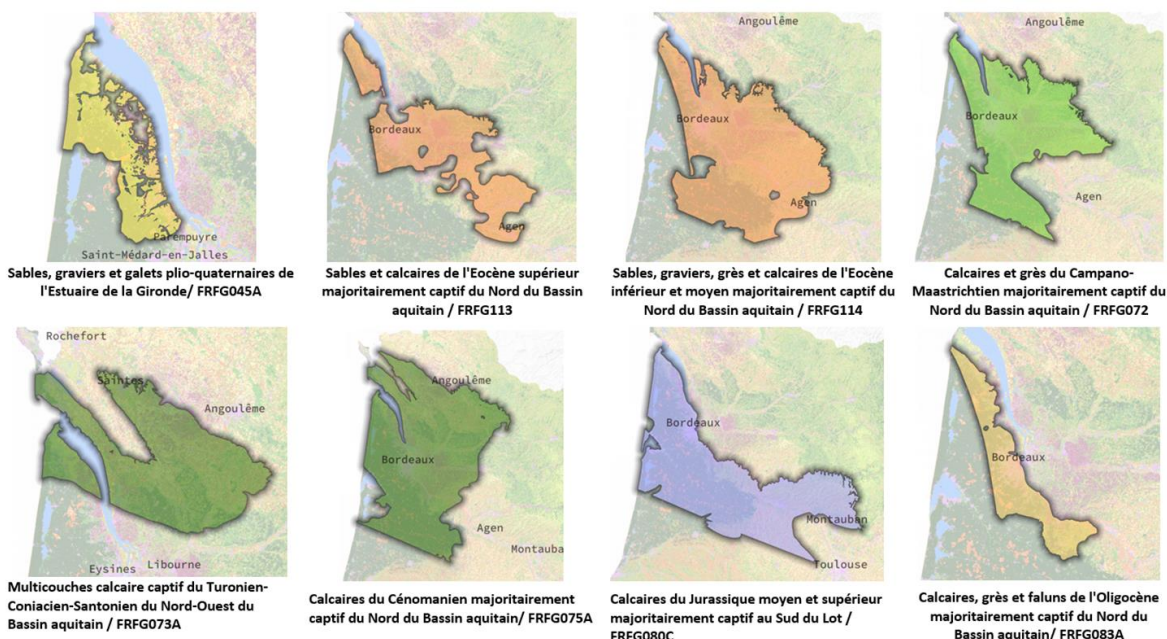 Angoulême
Angoulême
Bordeaux
Bordeaux
Bordeaux
Agen
Agen
Agen
Parempuyre
Saint-Médard-en-Jalles
Sables, graviers et galets plio-quaternaires de
l'Estuaire de la Gironde/ FRFG045A
Sables et calcaires de l'Eocène supérieur
majoritairement captif du Nord du Bassin
aquitain / FRFG113
Sables, graviers, grès et calcaires de l'Eocène
inférieur et moyen majoritairement captif du
Nord du Bassin aquitain / FRFG114
Calcaires et grès du Campano-
Maastrichtien majoritairement captif du
Nord du Bassin aquitain / FRFG072
Rochefort
Saintes
Angoulême
Eysines Libourne
Angoulême
Bordeaux
Agen
Montauba
Bordeaux
Montauban
Toulouse
Bordeaux
Multicouches calcaire captif du Turonien-
Coniacien-Santonien du Nord-Ouest du
Bassin aquitain / FRFG073A
Calcaires du Cénomanien majoritairement
captif du Nord du Bassin aquitain/ FRFG075A
Calcaires du Jurassique moyen et supérieur
majoritairement captif au Sud du Lot /
FRFG080C
Calcaires, grès et faluns de l'Oligocène
majoritairement captif du Nord du
Bassin aquitain/ FRFG083A